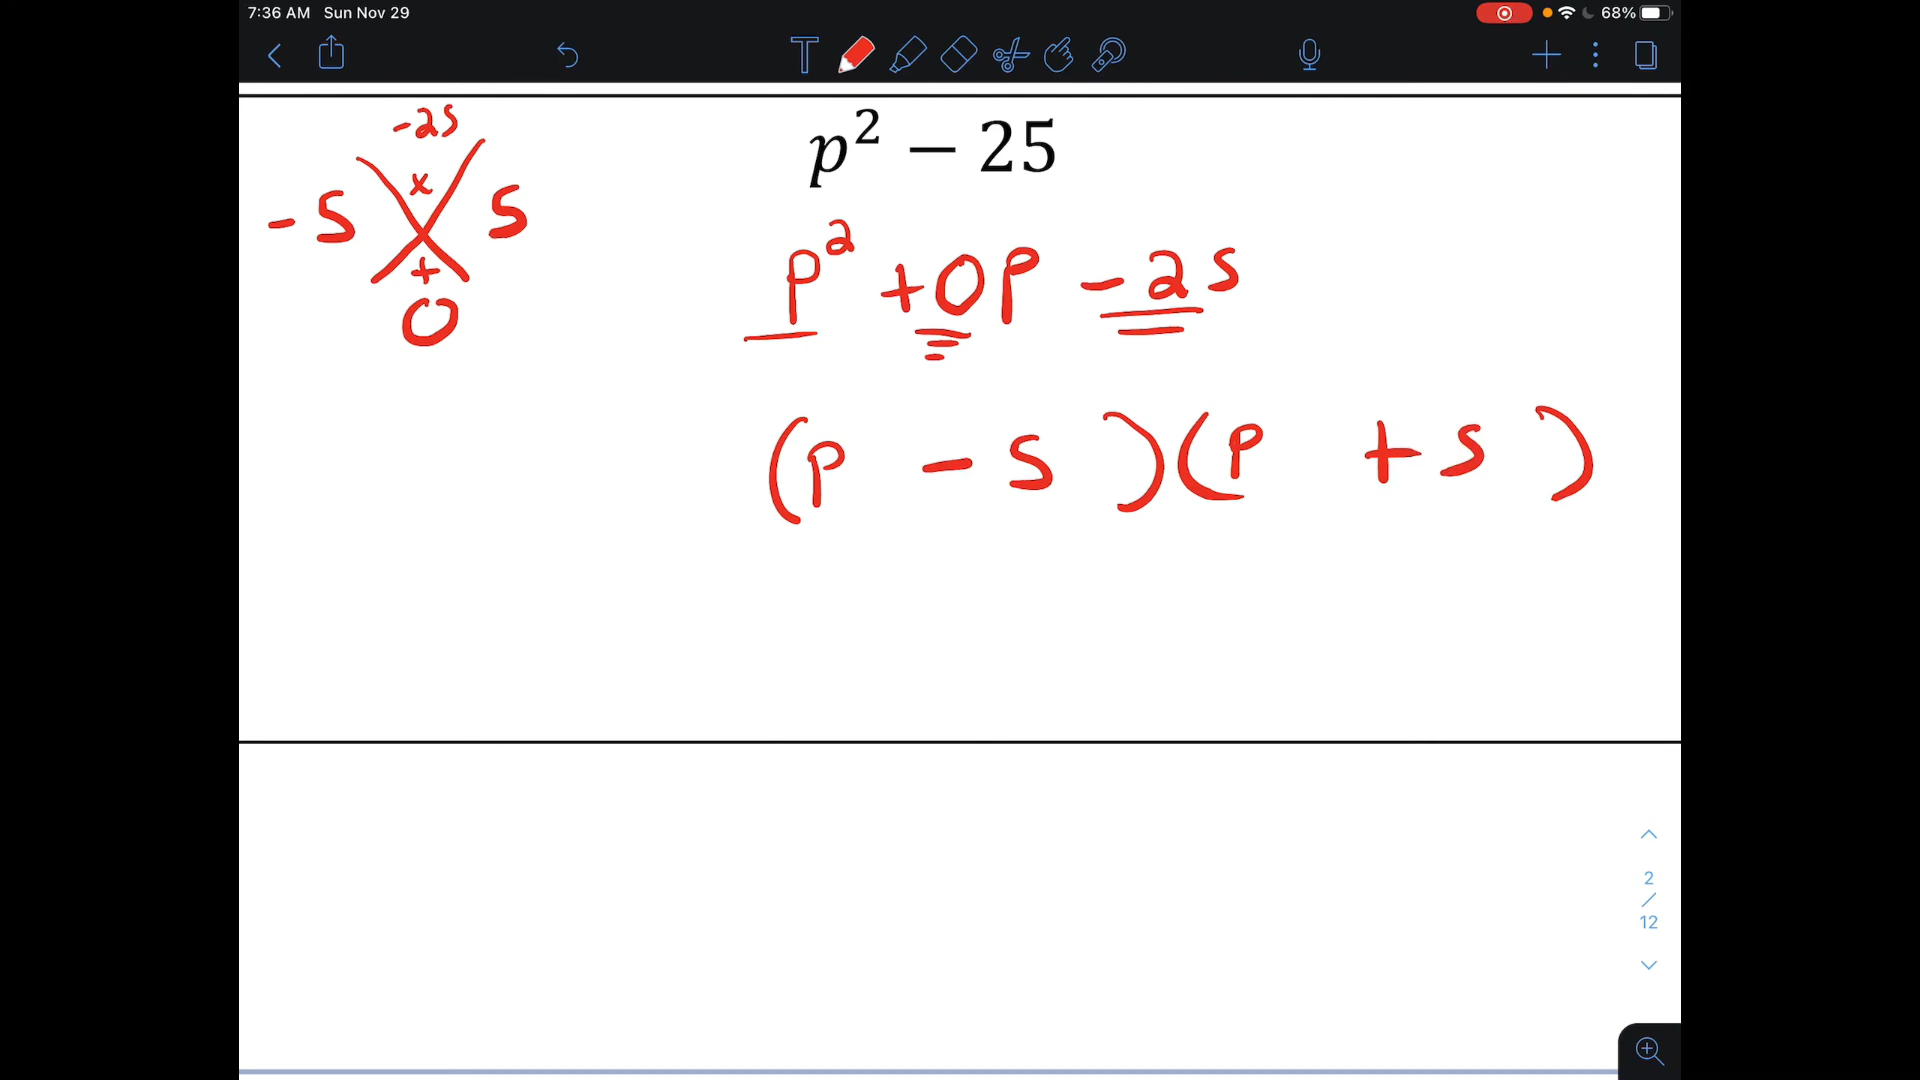 7:36 AM Sun Nov 29
68%
p² − 25
-25
x
-5 5
+
0
p² +0p -25
(p - 5)(p + 5)
2
/
12